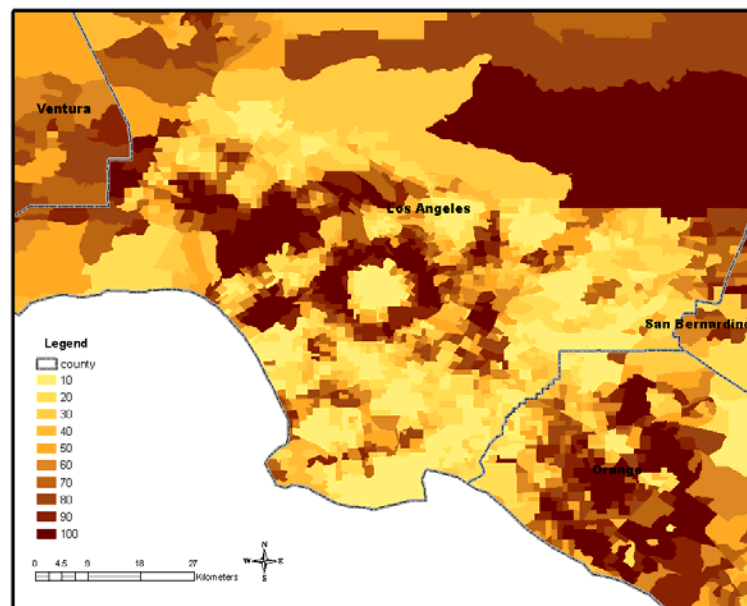 Ventura
Los Angeles
San Bernardino
Orange
Legend
county
10
20
30
40
50
60
70
80
90
100
N
W E
S
0 4.5 9 18 27
Kilometers